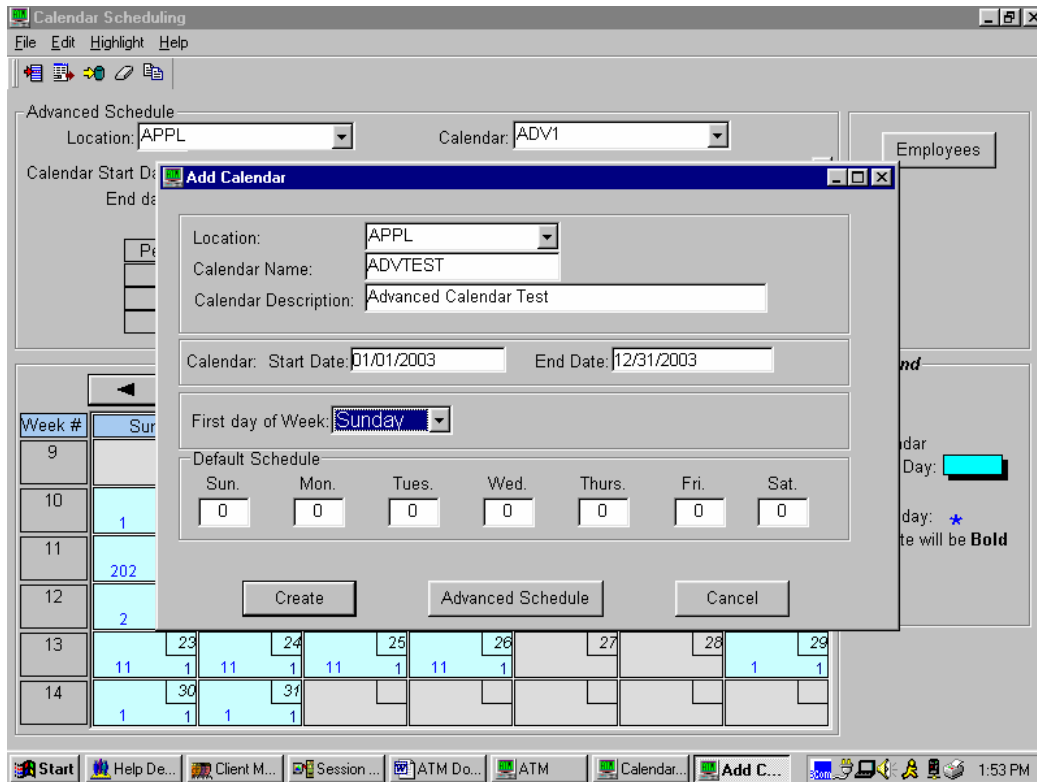 Calendar Scheduling
File Edit Highlight Help
Advanced Schedule
Location: APPL Calendar: ADV1
Employees
Calendar Start Da
End da
Pe
Add Calendar
Location: APPL
Calendar Name: ADVTEST
Calendar Description: Advanced Calendar Test
Calendar: Start Date: 01/01/2003 End Date: 12/31/2003
First day of Week: Sunday
Default Schedule
Sun. Mon. Tues. Wed. Thurs. Fri. Sat.
0 0 0 0 0 0 0
Create Advanced Schedule Cancel
nd
dar
Day:
day: *
te will be Bold
Week # Sun
9
10
1
11
202
12
2
13 23 24 25 26 27 28 29
11 1 11 1 11 1 11 1 1 1
14 30 31
1 1 1 1
Start Help De... Client M... Session ... ATM Do... ATM Calendar... Add C... 1:53 PM